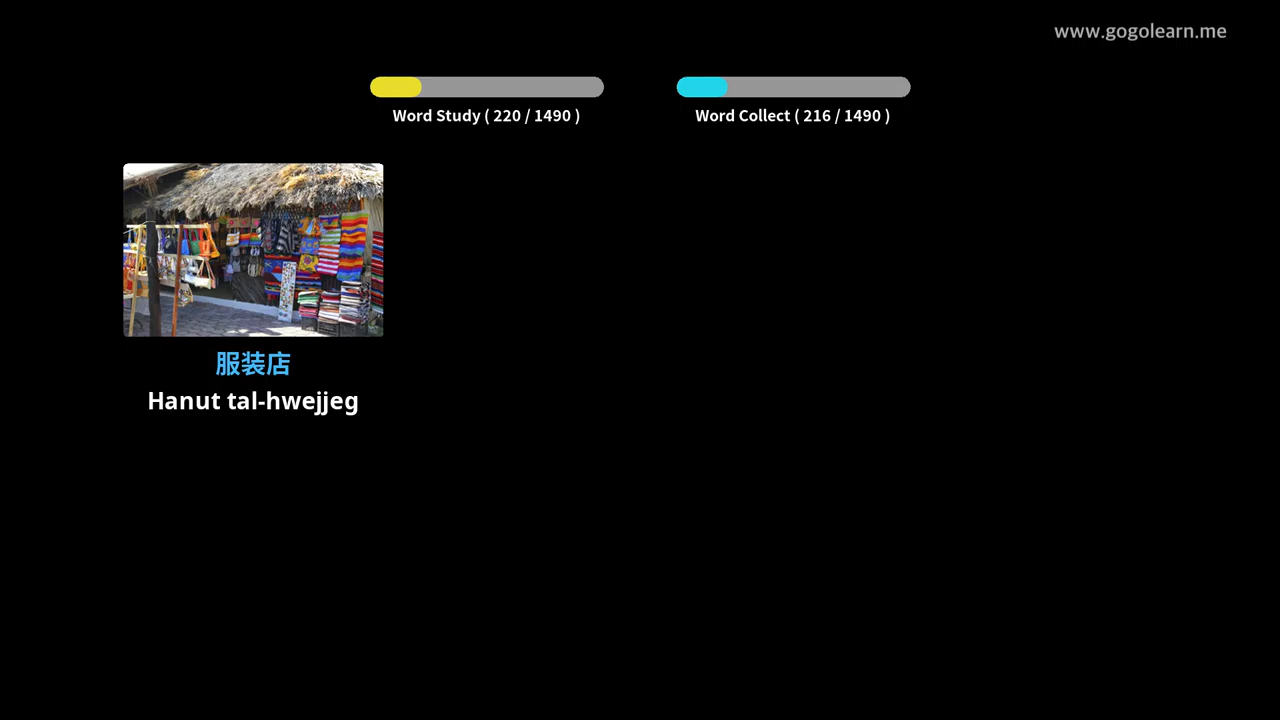 www.gogolearn.me
Word Study ( 220 / 1490 )
Word Collect ( 216 / 1490 )
服装店
Hanut tal-hwejjeg